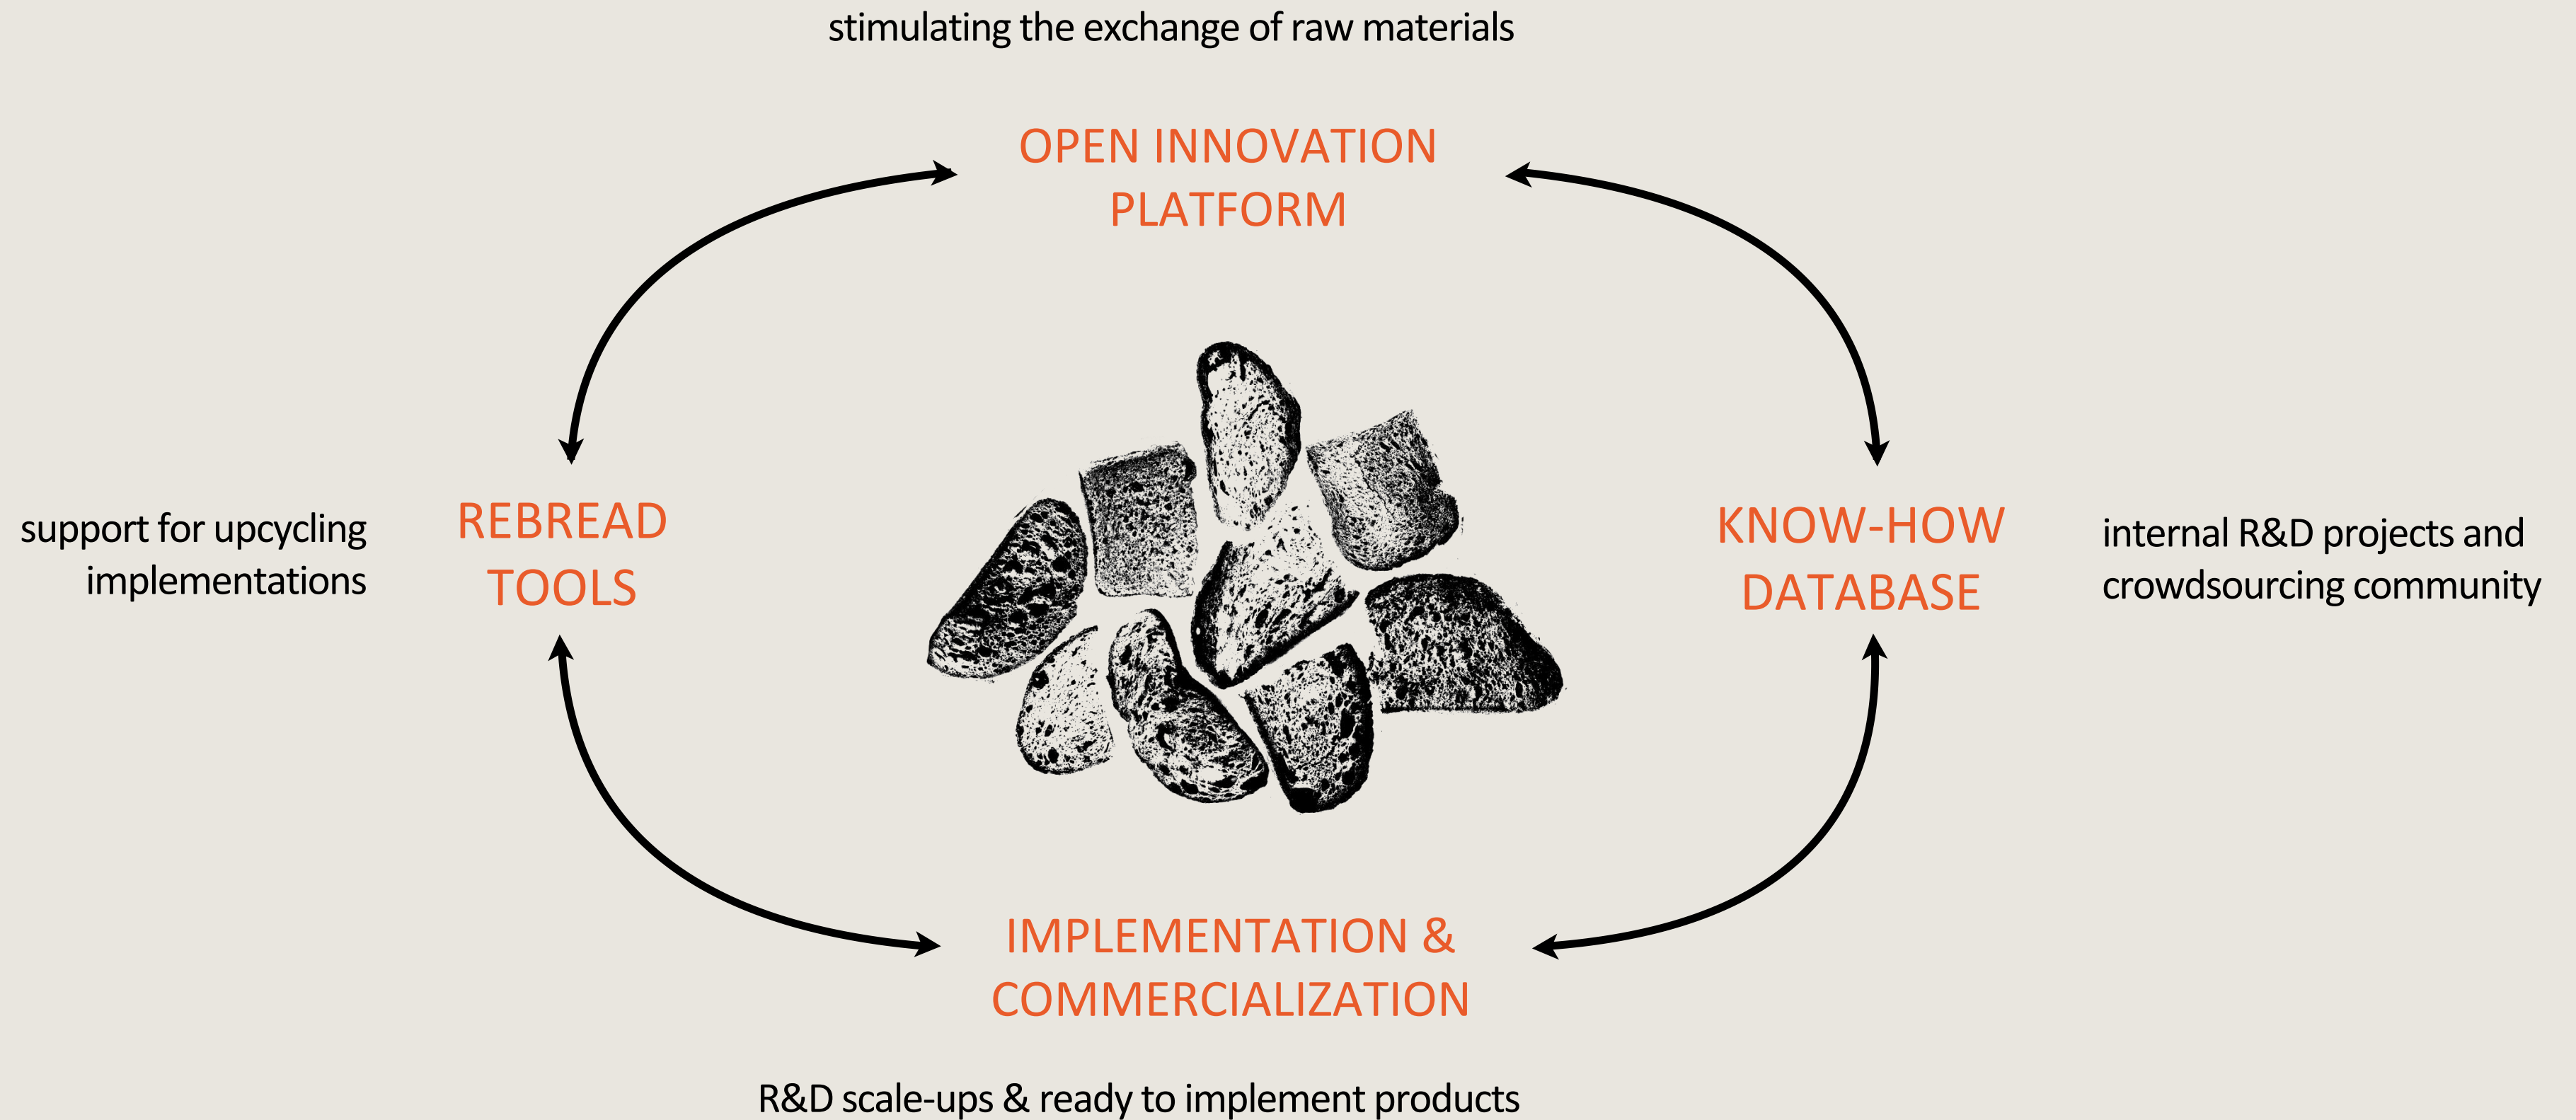 stimulating the exchange of raw materials
OPEN INNOVATION
PLATFORM
support for upcycling
implementations
REBREAD
TOOLS
KNOW-HOW
DATABASE
internal R&D projects and
crowdsourcing community
IMPLEMENTATION &
COMMERCIALIZATION
R&D scale-ups & ready to implement products